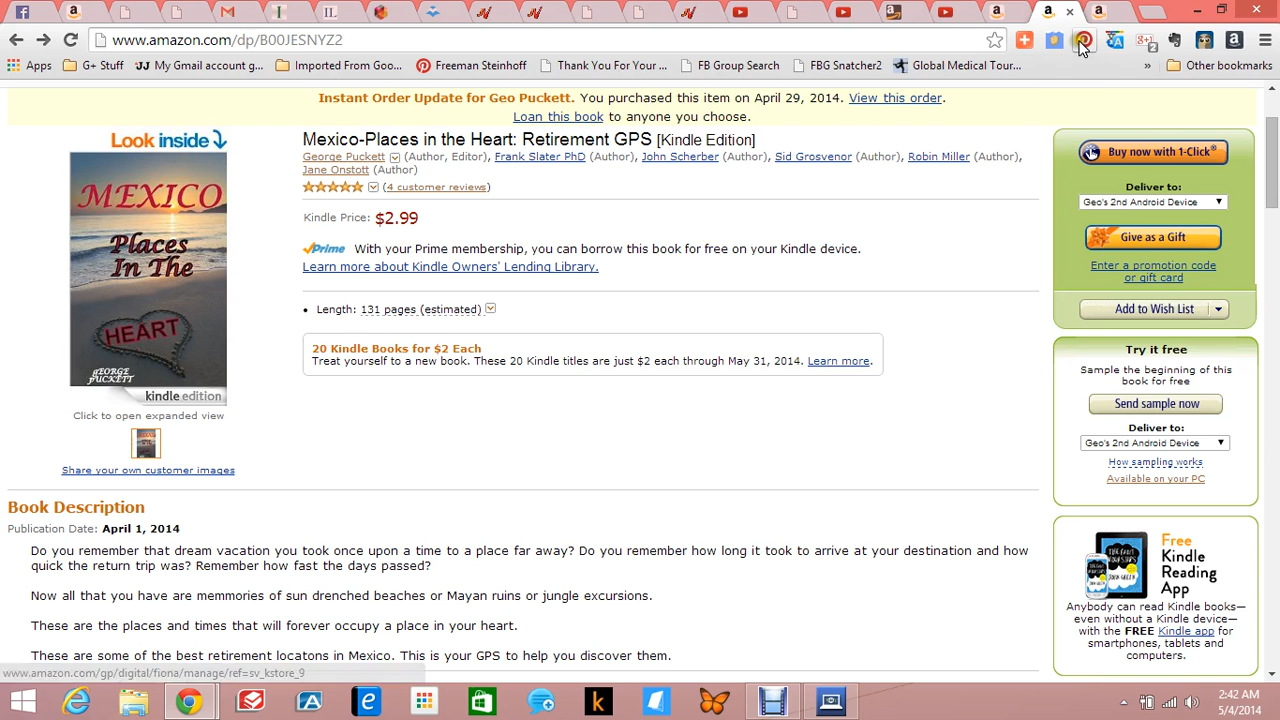 www.amazon.com/dp/B00JESNYZ2
Apps G+ Stuff My Gmail account g... Imported From Goo... Freeman Steinhoff Thank You For Your ... FB Group Search FBG Snatcher2 Global Medical Tour... » Other bookmarks
Instant Order Update for Geo Puckett. You purchased this item on April 29, 2014. View this order.
Loan this book to anyone you choose.
Look inside
MEXICO
Places
In The
HEART
GEORGE
PUCKETT
kindle edition
Click to open expanded view
Share your own customer images
Mexico-Places in the Heart: Retirement GPS [Kindle Edition]
George Puckett (Author, Editor), Frank Slater PhD (Author), John Scherber (Author), Sid Grosvenor (Author), Robin Miller (Author),
Jane Onstott (Author)
(4 customer reviews)
Kindle Price: $2.99
Prime With your Prime membership, you can borrow this book for free on your Kindle device.
Learn more about Kindle Owners' Lending Library.
• Length: 131 pages (estimated)
20 Kindle Books for $2 Each
Treat yourself to a new book. These 20 Kindle titles are just $2 each through May 31, 2014. Learn more.
Buy now with 1-Click®
Deliver to:
Geo's 2nd Android Device
Give as a Gift
Enter a promotion code
or gift card
Add to Wish List
Try it free
Sample the beginning of this
book for free
Send sample now
Deliver to:
Geo's 2nd Android Device
How sampling works
Available on your PC
Free
Kindle
Reading
App
Anybody can read Kindle books—
even without a Kindle device—
with the FREE Kindle app for
smartphones, tablets and
computers.
Book Description
Publication Date: April 1, 2014
Do you remember that dream vacation you took once upon a time to a place far away? Do you remember how long it took to arrive at your destination and how
quick the return trip was? Remember how fast the days passed?
Now all that you have are memmories of sun drenched beaches or Mayan ruins or jungle excursions.
These are the places and times that will forever occupy a place in your heart.
These are some of the best retirement locatons in Mexico. This is your GPS to help you discover them.
www.amazon.com/gp/digital/fiona/manage/ref=sv_kstore_9
2:42 AM
5/4/2014